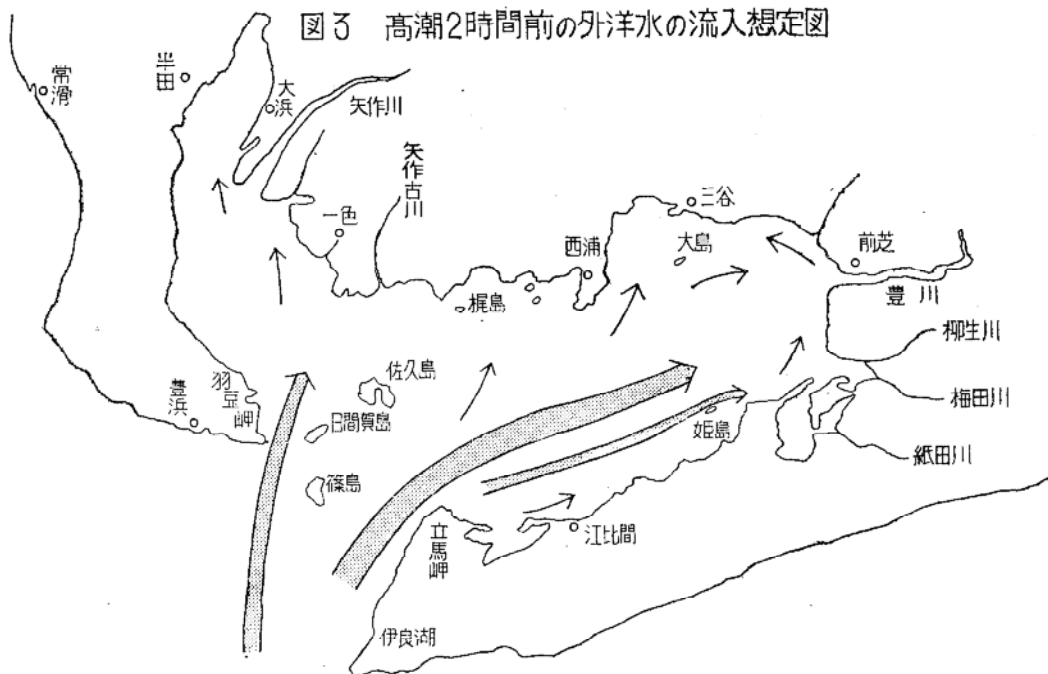 図3 高潮2時間前の外洋水の流入想定図
常滑
半田
大浜
矢作川
矢作古川
一色
三谷
西浦
大島
前芝
豊川
梶島
柳生川
佐久島
羽豆岬
豊浜
日間賀島
姫島
梅田川
紙田川
篠島
立馬岬
江比間
伊良湖